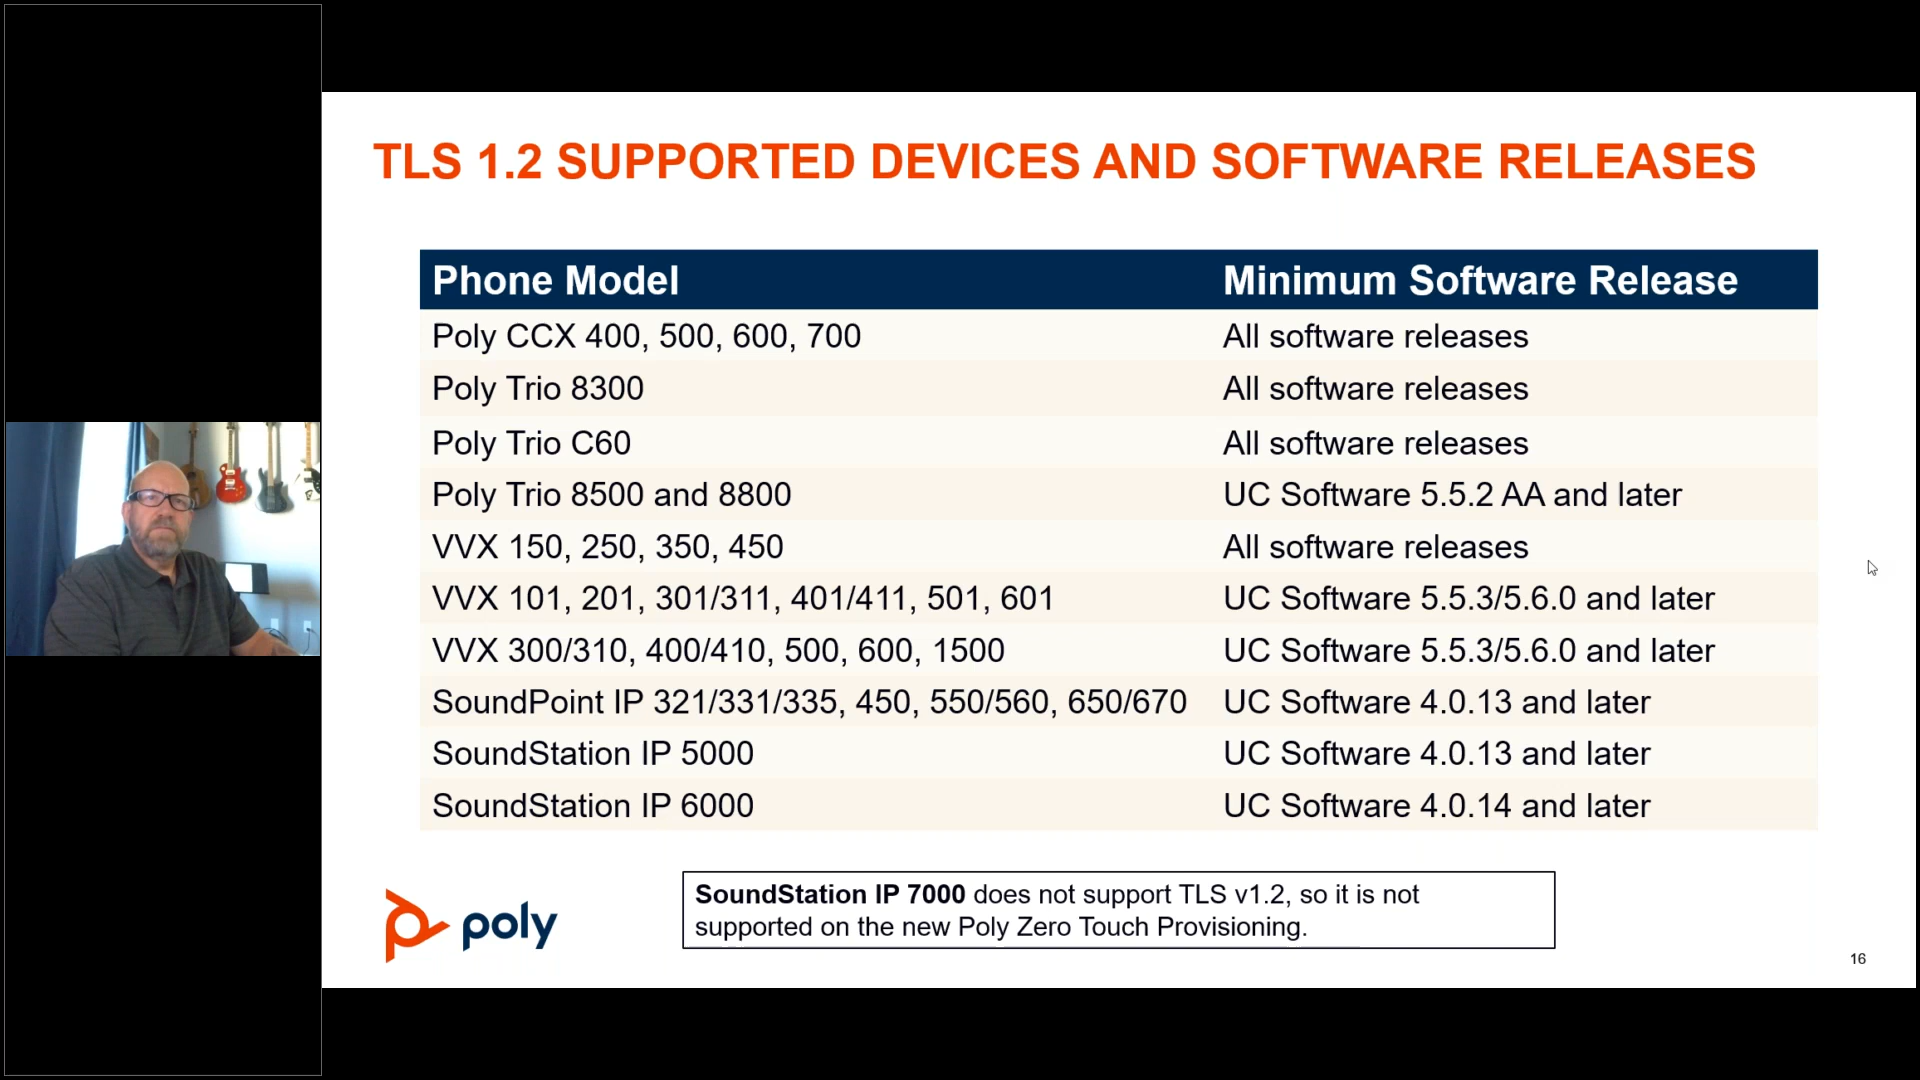 TLS 1.2 SUPPORTED DEVICES AND SOFTWARE RELEASES
Phone Model Minimum Software Release
Poly CCX 400, 500, 600, 700 All software releases
Poly Trio 8300 All software releases
Poly Trio C60 All software releases
Poly Trio 8500 and 8800 UC Software 5.5.2 AA and later
VVX 150, 250, 350, 450 All software releases
VVX 101, 201, 301/311, 401/411, 501, 601 UC Software 5.5.3/5.6.0 and later
VVX 300/310, 400/410, 500, 600, 1500 UC Software 5.5.3/5.6.0 and later
SoundPoint IP 321/331/335, 450, 550/560, 650/670 UC Software 4.0.13 and later
SoundStation IP 5000 UC Software 4.0.13 and later
SoundStation IP 6000 UC Software 4.0.14 and later
poly
SoundStation IP 7000 does not support TLS v1.2, so it is not
supported on the new Poly Zero Touch Provisioning.
16